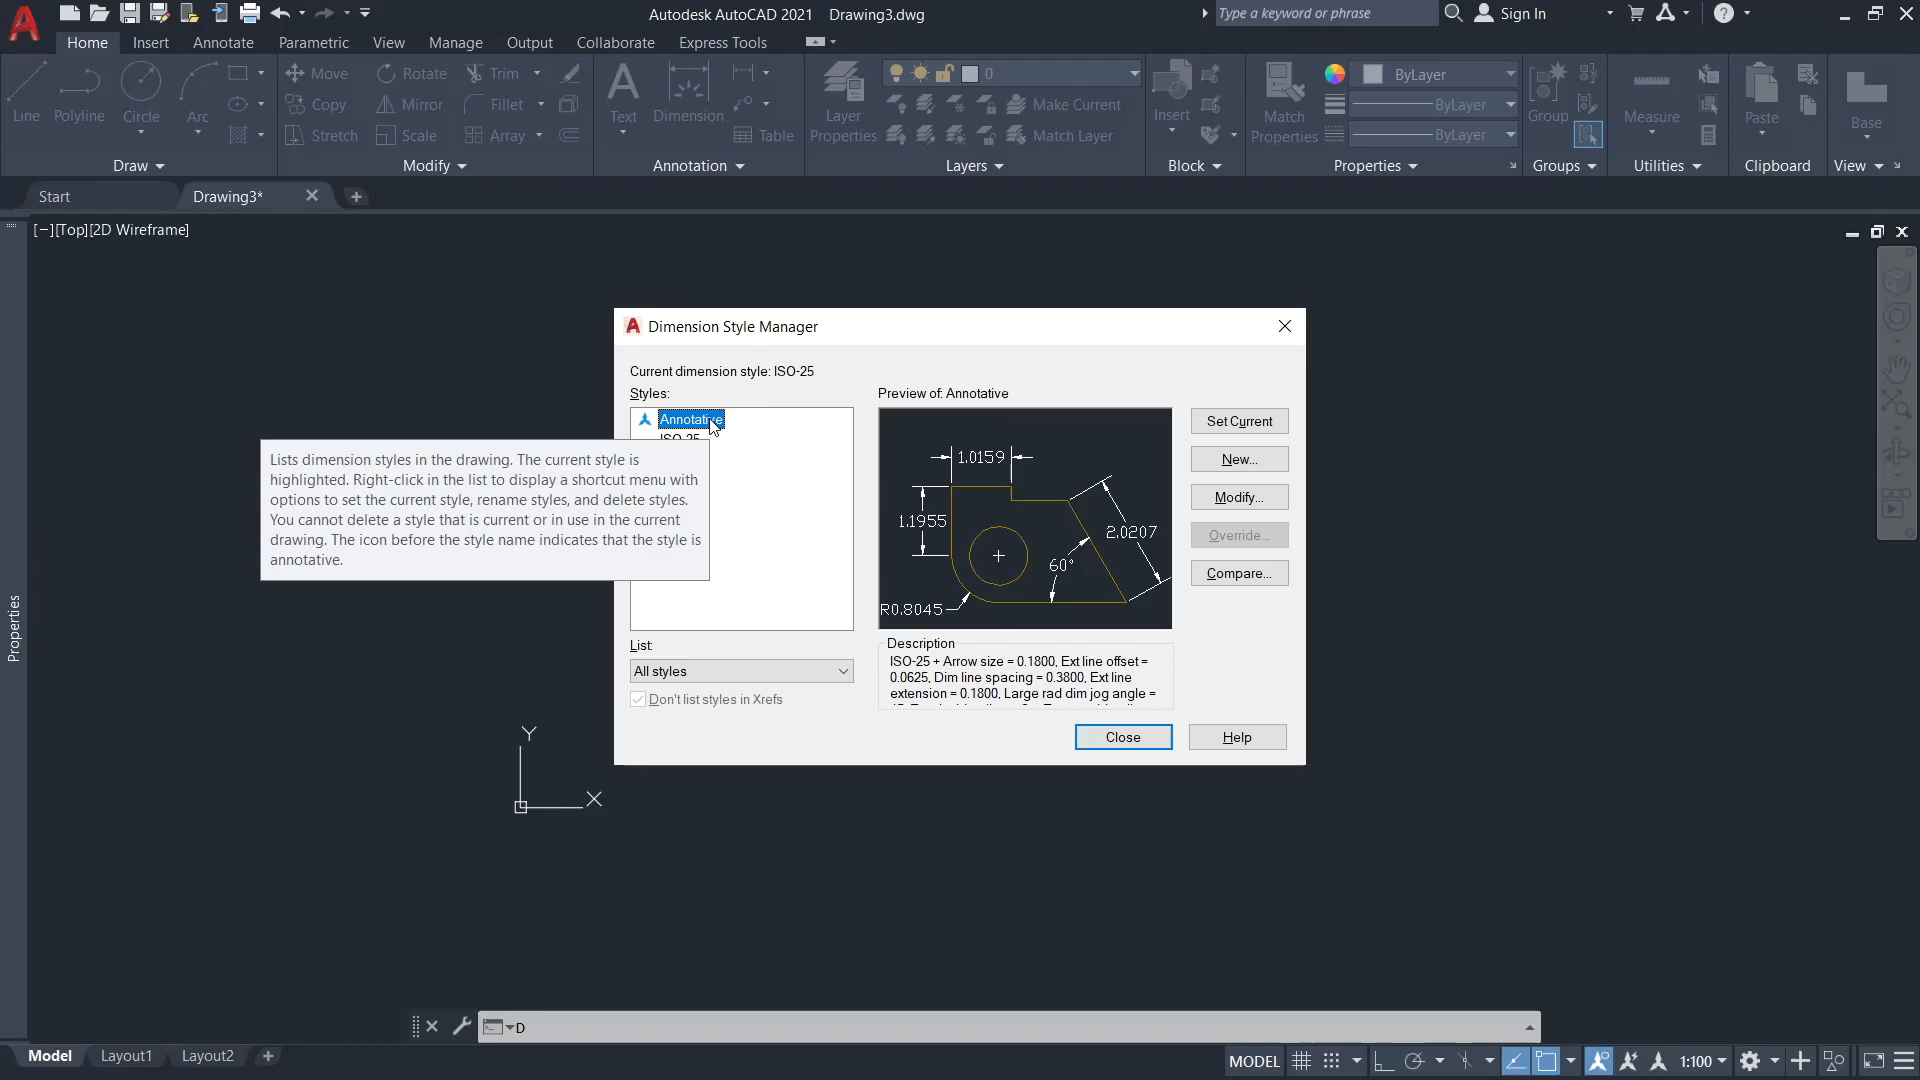 Autodesk AutoCAD 2021 Drawing3.dwg
Type a keyword or phrase
Sign In
Home Insert Annotate Parametric View Manage Output Collaborate Express Tools
Line
Polyline
Circle
Arc
Draw
Move
Rotate
Trim
Copy
Mirror
Fillet
Stretch
Scale
Array
Modify
Text
Dimension
Table
Annotation
Layer
Properties
0
Make Current
Match Layer
Layers
Insert
Block
Match
Properties
ByLayer
ByLayer
ByLayer
Properties
Group
Groups
Measure
Utilities
Paste
Clipboard
Base
View
Start
Drawing3*
[−][Top][2D Wireframe]
Properties
Dimension Style Manager
Current dimension style: ISO-25
Styles:
Annotative
ISO-25
Lists dimension styles in the drawing. The current style is
highlighted. Right-click in the list to display a shortcut menu with
options to set the current style, rename styles, and delete styles.
You cannot delete a style that is current or in use in the current
drawing. The icon before the style name indicates that the style is
annotative.
List:
All styles
Don't list styles in Xrefs
Preview of: Annotative
1.0159
1.1955
2.0207
60°
R0.8045
Description
ISO-25 + Arrow size = 0.1800, Ext line offset =
0.0625, Dim line spacing = 0.3800, Ext line
extension = 0.1800, Large rad dim jog angle =
Set Current
New...
Modify...
Override...
Compare...
Close
Help
Y
X
D
Model
Layout1
Layout2
MODEL
1:100